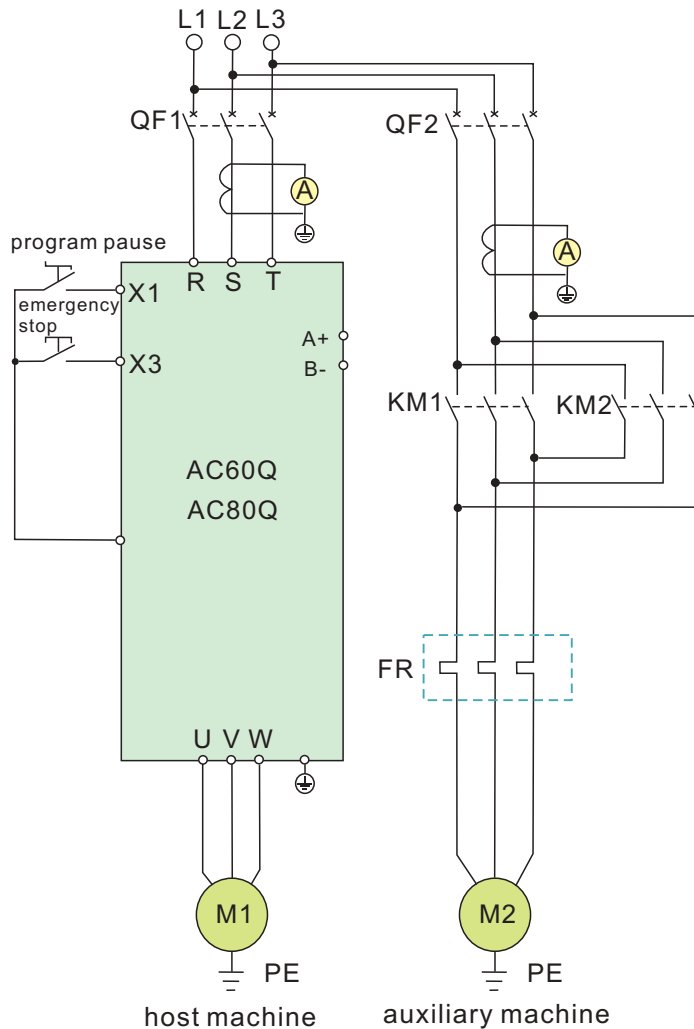 L1 L2 L3
QF1
QF2
A
A
program pause
R S T
X1
emergency
stop
A+
X3
B-
KM1
KM2
AC60Q
AC80Q
FR
U V W
M1
M2
PE
PE
host machine
auxiliary machine